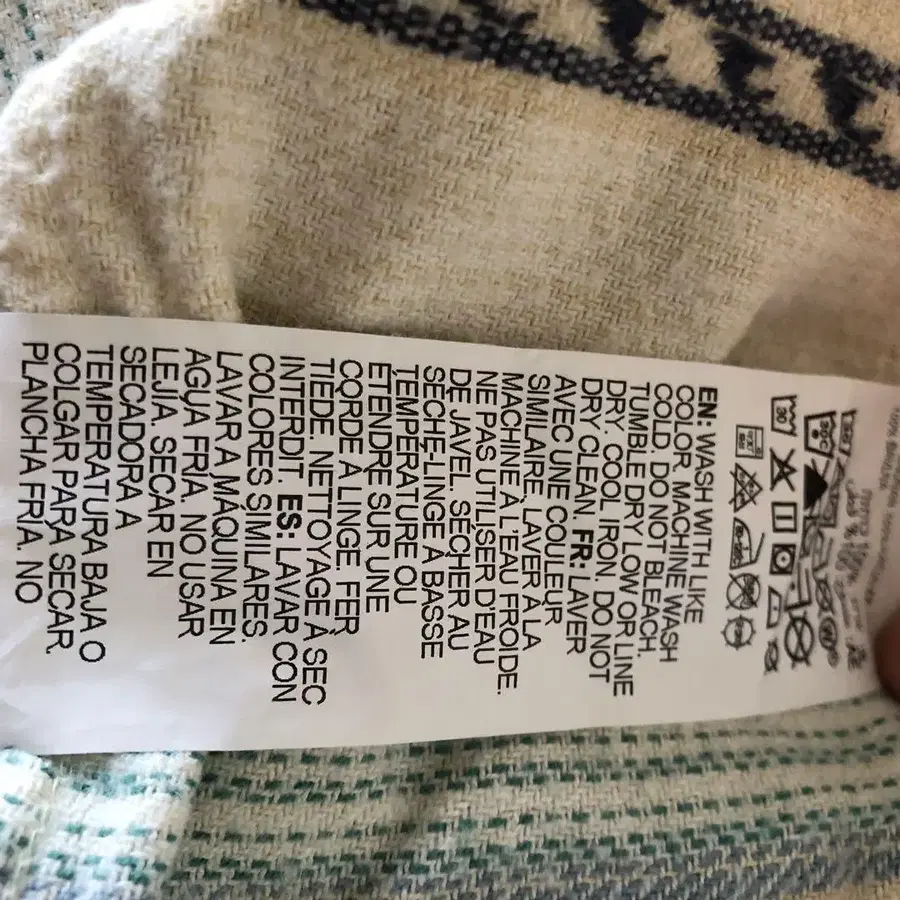 EN: WASH WITH LIKE
COLOR. MACHINE WASH
COLD. DO NOT BLEACH.
TUMBLE DRY LOW OR LINE
DRY. COOL IRON. DO NOT
DRY CLEAN. FR: LAVER
AVEC UNE COULEUR
SIMILAIRE. LAVER À LA
MACHINE À L'EAU FROIDE.
NE PAS UTILISER D'EAU
DE JAVEL. SÉCHER AU
SÈCHE-LINGE À BASSE
TEMPÉRATURE OU
ÉTENDRE SUR UNE
CORDE À LINGE. FER
TIÈDE. NETTOYAGE À SEC
INTERDIT. ES: LAVAR CON
COLORES SIMILARES.
LAVAR A MÁQUINA EN
AGUA FRÍA. NO USAR
LEJÍA. SECAR EN
SECADORA A
TEMPERATURA BAJA O
COLGAR PARA SECAR.
PLANCHA FRÍA. NO